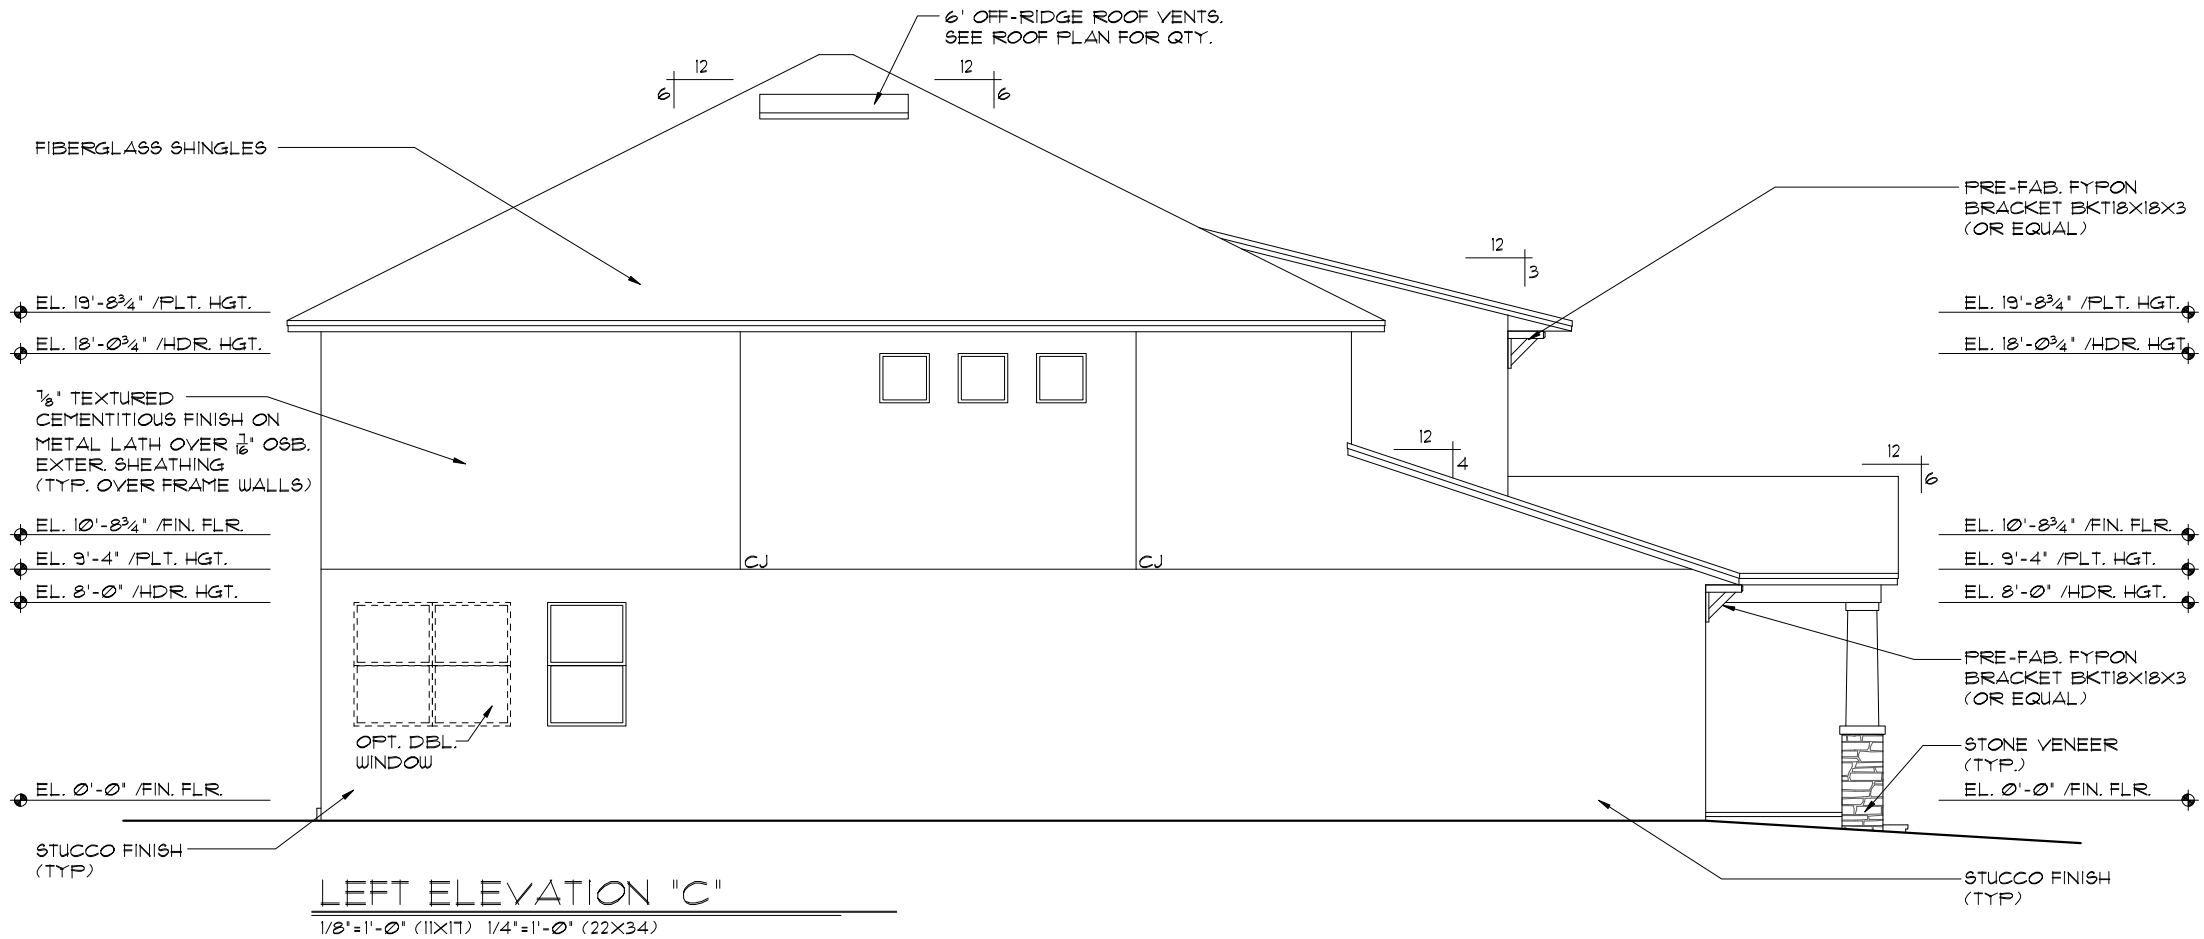 6' OFF-RIDGE ROOF VENTS.
SEE ROOF PLAN FOR QTY.
12
6
12
6
FIBERGLASS SHINGLES
PRE-FAB. FYPON
BRACKET BKT18X18X3
(OR EQUAL)
12
3
EL. 19'-8¾" /PLT. HGT.
EL. 19'-8¾" /PLT. HGT.
EL. 18'-0¾" /HDR. HGT.
EL. 18'-0¾" /HDR. HGT.
⅞" TEXTURED
CEMENTITIOUS FINISH ON
METAL LATH OVER 7/16" OSB.
EXTER. SHEATHING
(TYP. OVER FRAME WALLS)
12
4
12
6
EL. 10'-8¾" /FIN. FLR.
EL. 10'-8¾" /FIN. FLR.
EL. 9'-4" /PLT. HGT.
CJ
CJ
EL. 9'-4" /PLT. HGT.
EL. 8'-0" /HDR. HGT.
EL. 8'-0" /HDR. HGT.
PRE-FAB. FYPON
BRACKET BKT18X18X3
(OR EQUAL)
OPT. DBL.
WINDOW
STONE VENEER
(TYP.)
EL. 0'-0" /FIN. FLR.
EL. 0'-0" /FIN. FLR.
STUCCO FINISH
(TYP)
STUCCO FINISH
(TYP)
LEFT ELEVATION "C"
1/8"=1'-0" (11X17) 1/4"=1'-0" (22X34)